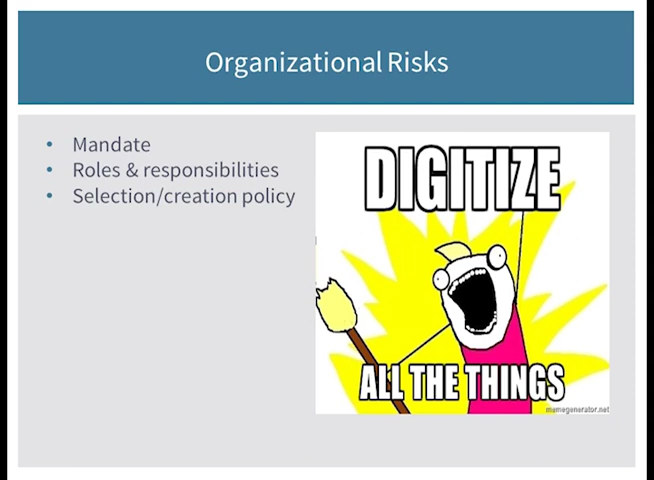 Organizational Risks
• Mandate
• Roles & responsibilities
• Selection/creation policy
DIGITIZE
ALL THE THINGS
memegenerator.net